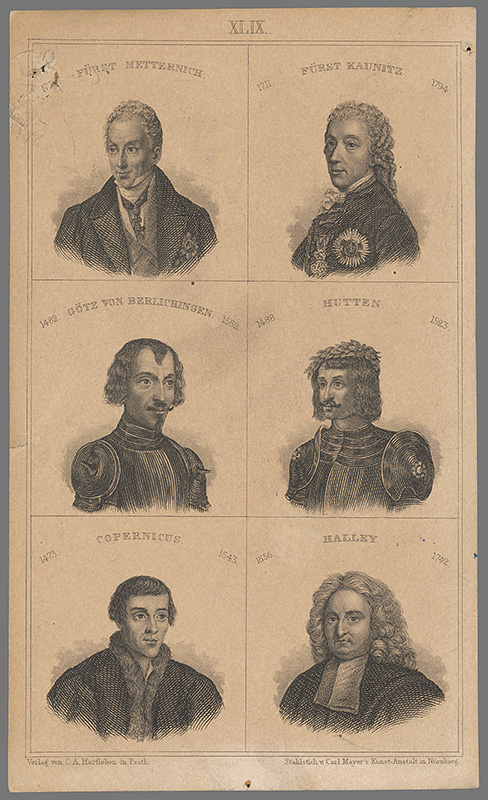 XLIX.
FÜRST METTERNICH.
FÜRST KAUNITZ
1711. 1794.
GÖTZ VON BERLICHINGEN.
1482. 1562.
HUTTEN.
1488. 1523.
COPERNICUS
1473. 1543.
HALLEY
1656 1742.
Verlag von C. A. Hartleben in Pesth.
Stahlstich v. Carl Mayer's Kunst-Anstalt in Nürnberg.